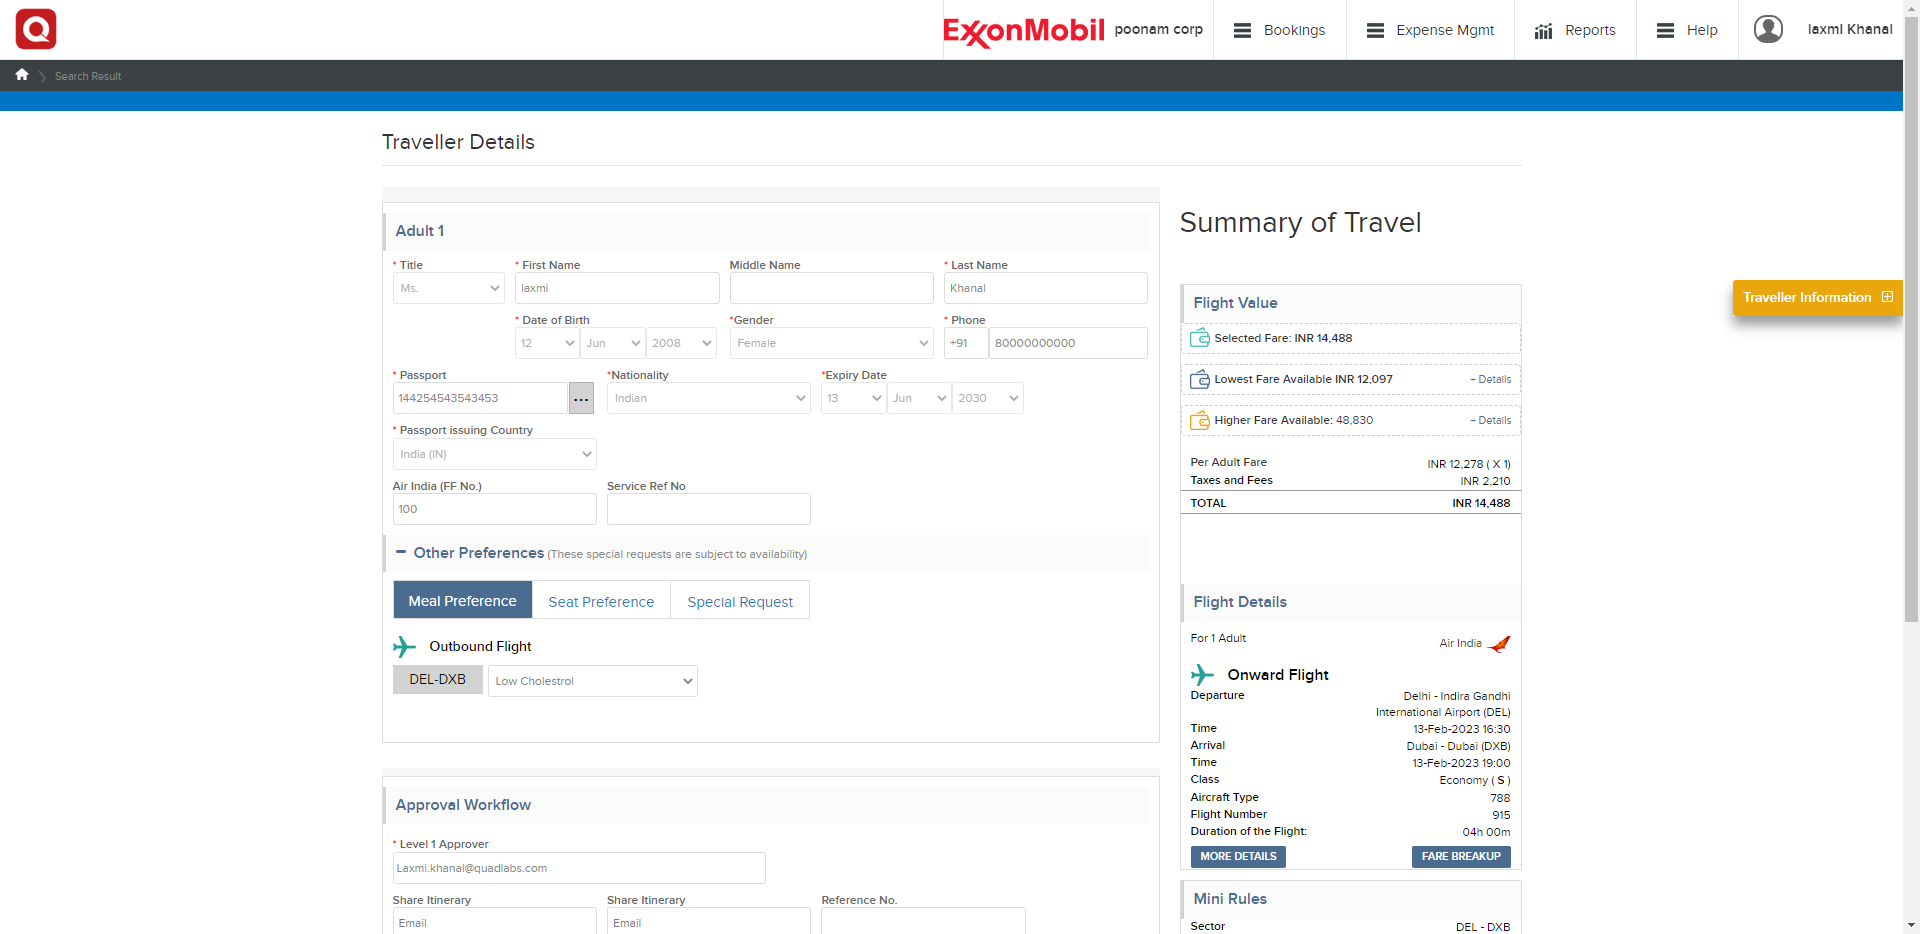 ExxonMobil poonam corp Bookings Expense Mgmt Reports Help laxmi Khanal
Search Result
Traveller Details
Adult 1
* Title * First Name Middle Name * Last Name
Ms. laxmi Khanal
* Date of Birth *Gender * Phone
12 Jun 2008 Female +91 80000000000
* Passport *Nationality *Expiry Date
144254543543453 ... Indian 13 Jun 2030
* Passport issuing Country
India (IN)
Air India (FF No.) Service Ref No
100
Other Preferences (These special requests are subject to availability)
Meal Preference Seat Preference Special Request
Outbound Flight
DEL-DXB Low Cholestrol
Approval Workflow
* Level 1 Approver
Laxmi.khanal@quadlabs.com
Share Itinerary Share Itinerary Reference No.
Email Email
Summary of Travel
Flight Value
Selected Fare: INR 14,488
Lowest Fare Available INR 12,097 + Details
Higher Fare Available: 48,830 + Details
Per Adult Fare INR 12,278 ( X 1)
Taxes and Fees INR 2,210
TOTAL INR 14,488
Flight Details
For 1 Adult Air India
Onward Flight
Departure Delhi - Indira Gandhi
International Airport (DEL)
Time 13-Feb-2023 16:30
Arrival Dubai - Dubai (DXB)
Time 13-Feb-2023 19:00
Class Economy ( S )
Aircraft Type 788
Flight Number 915
Duration of the Flight: 04h 00m
MORE DETAILS FARE BREAKUP
Mini Rules
Sector DEL - DXB
Traveller Information